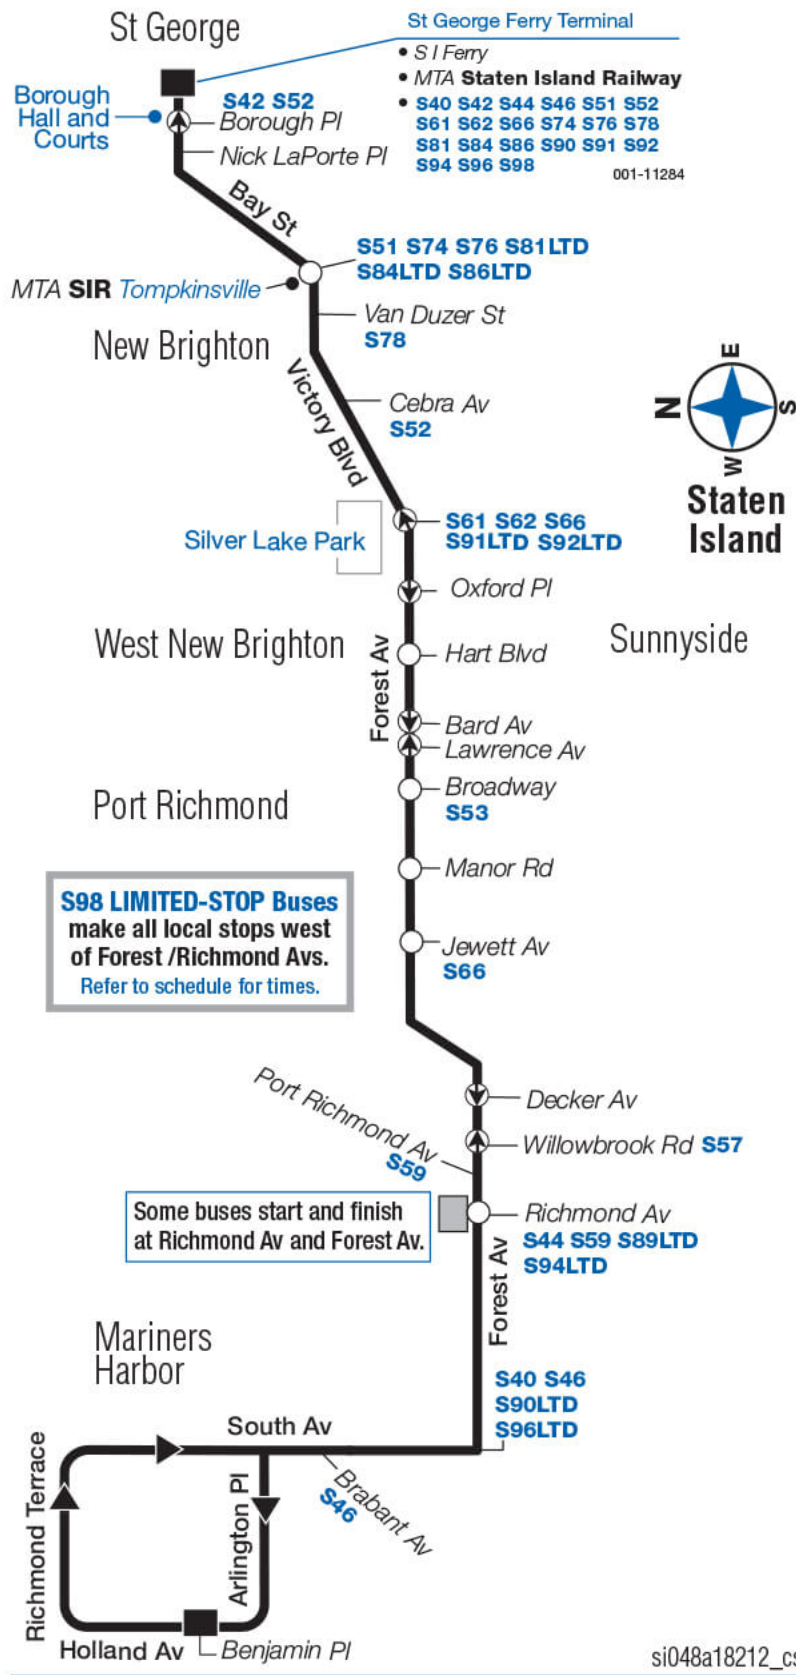 St George
St George Ferry Terminal
• S I Ferry
• MTA Staten Island Railway
• S40 S42 S44 S46 S51 S52
S61 S62 S66 S74 S76 S78
S81 S84 S86 S90 S91 S92
S94 S96 S98
001-11284
Borough
Hall and
Courts
S42 S52
Borough Pl
Nick LaPorte Pl
Bay St
S51 S74 S76 S81LTD
S84LTD S86LTD
MTA SIR Tompkinsville
Van Duzer St
S78
New Brighton
Victory Blvd
Cebra Av
S52
E
N
S
W
Staten
Island
S61 S62 S66
S91LTD S92LTD
Silver Lake Park
Oxford Pl
West New Brighton
Hart Blvd
Sunnyside
Forest Av
Bard Av
Lawrence Av
Broadway
S53
Port Richmond
Manor Rd
S98 LIMITED-STOP Buses
make all local stops west
of Forest /Richmond Avs.
Refer to schedule for times.
Jewett Av
S66
Port Richmond Av
S59
Decker Av
Willowbrook Rd S57
Some buses start and finish
at Richmond Av and Forest Av.
Richmond Av
S44 S59 S89LTD
S94LTD
Forest Av
Mariners
Harbor
S40 S46
S90LTD
S96LTD
South Av
Brabant Av
S46
Richmond Terrace
Arlington Pl
Holland Av
Benjamin Pl
si048a18212_cs